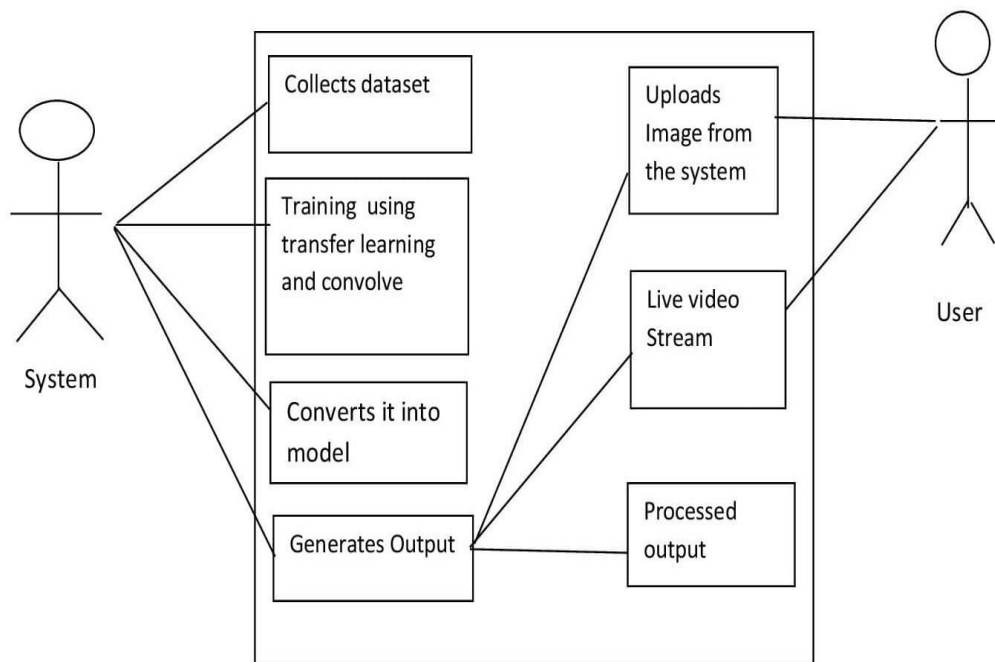 Collects dataset
Training using
transfer learning
and convolve
Converts it into
model
Generates Output
Uploads
Image from
the system
Live video
Stream
Processed
output
System
User